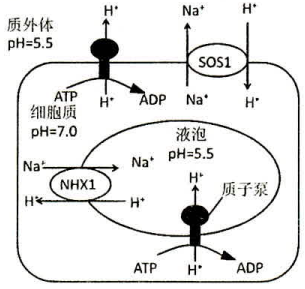 质外体
pH=5.5
H⁺
Na⁺
H⁺
SOS1
ATP
H⁺
ADP
Na⁺
H⁺
细胞质
pH=7.0
液泡
pH=5.5
Na⁺
Na⁺
H⁺
NHX1
H⁺
H⁺
质子泵
ATP
H⁺
ADP